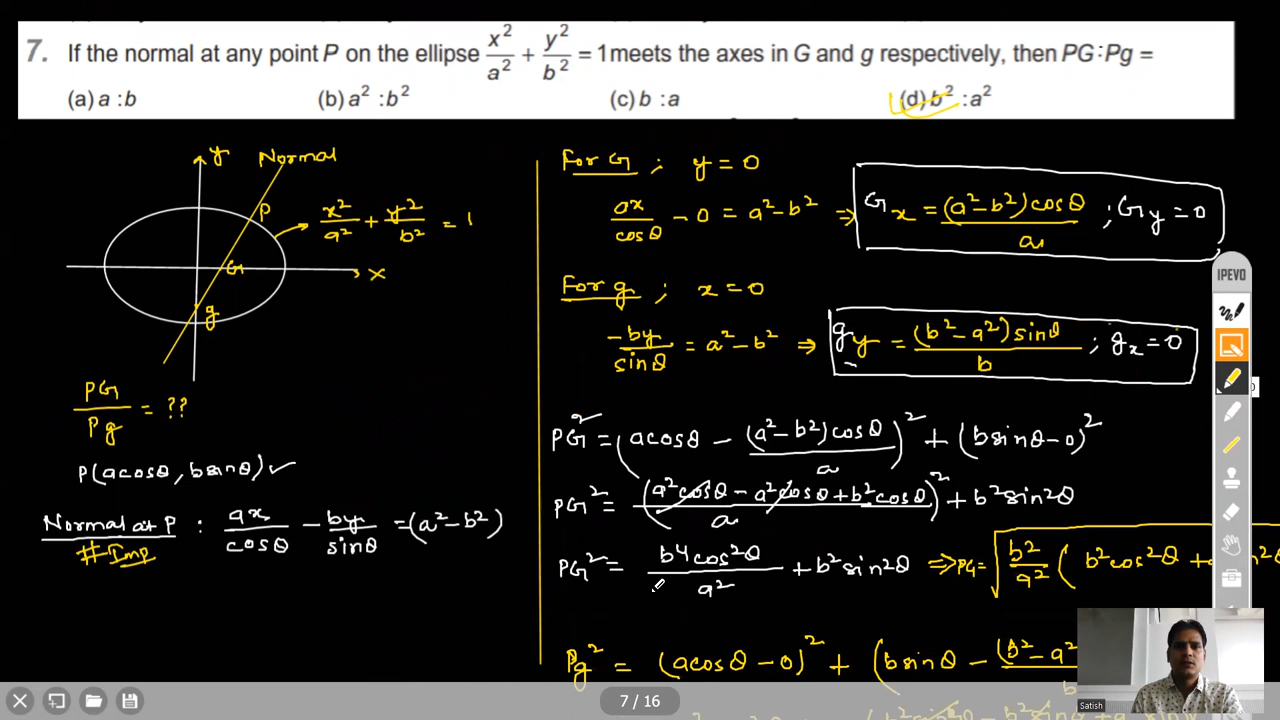 7. If the normal at any point P on the ellipse x²/a² + y²/b² = 1 meets the axes in G and g respectively, then PG : Pg =
(a) a : b (b) a² : b² (c) b : a (d) b² : a²
y
Normal
P
x²/a² + y²/b² = 1
G
x
g
PG/Pg = ??
P(acosθ, bsinθ) ✓
Normal at P : ax/cosθ − by/sinθ = (a² − b²)
#Imp
For G ; y = 0
ax/cosθ − 0 = a² − b² ⇒ Gx = (a² − b²)cosθ/a ; Gy = 0
For g ; x = 0
−by/sinθ = a² − b² ⇒ gy = (b² − a²)sinθ/b ; gx = 0
PG² = (acosθ − (a² − b²)cosθ/a)² + (bsinθ − 0)²
PG² = (a²cosθ − a²cosθ + b²cosθ/a)² + b²sin²θ
PG² = b⁴cos²θ/a² + b²sin²θ ⇒ PG = √b²/a² ( b²cos²θ +
Pg² = (acosθ − 0)² + (bsinθ − (b² − a²
IPEVO
7 / 16
Satish